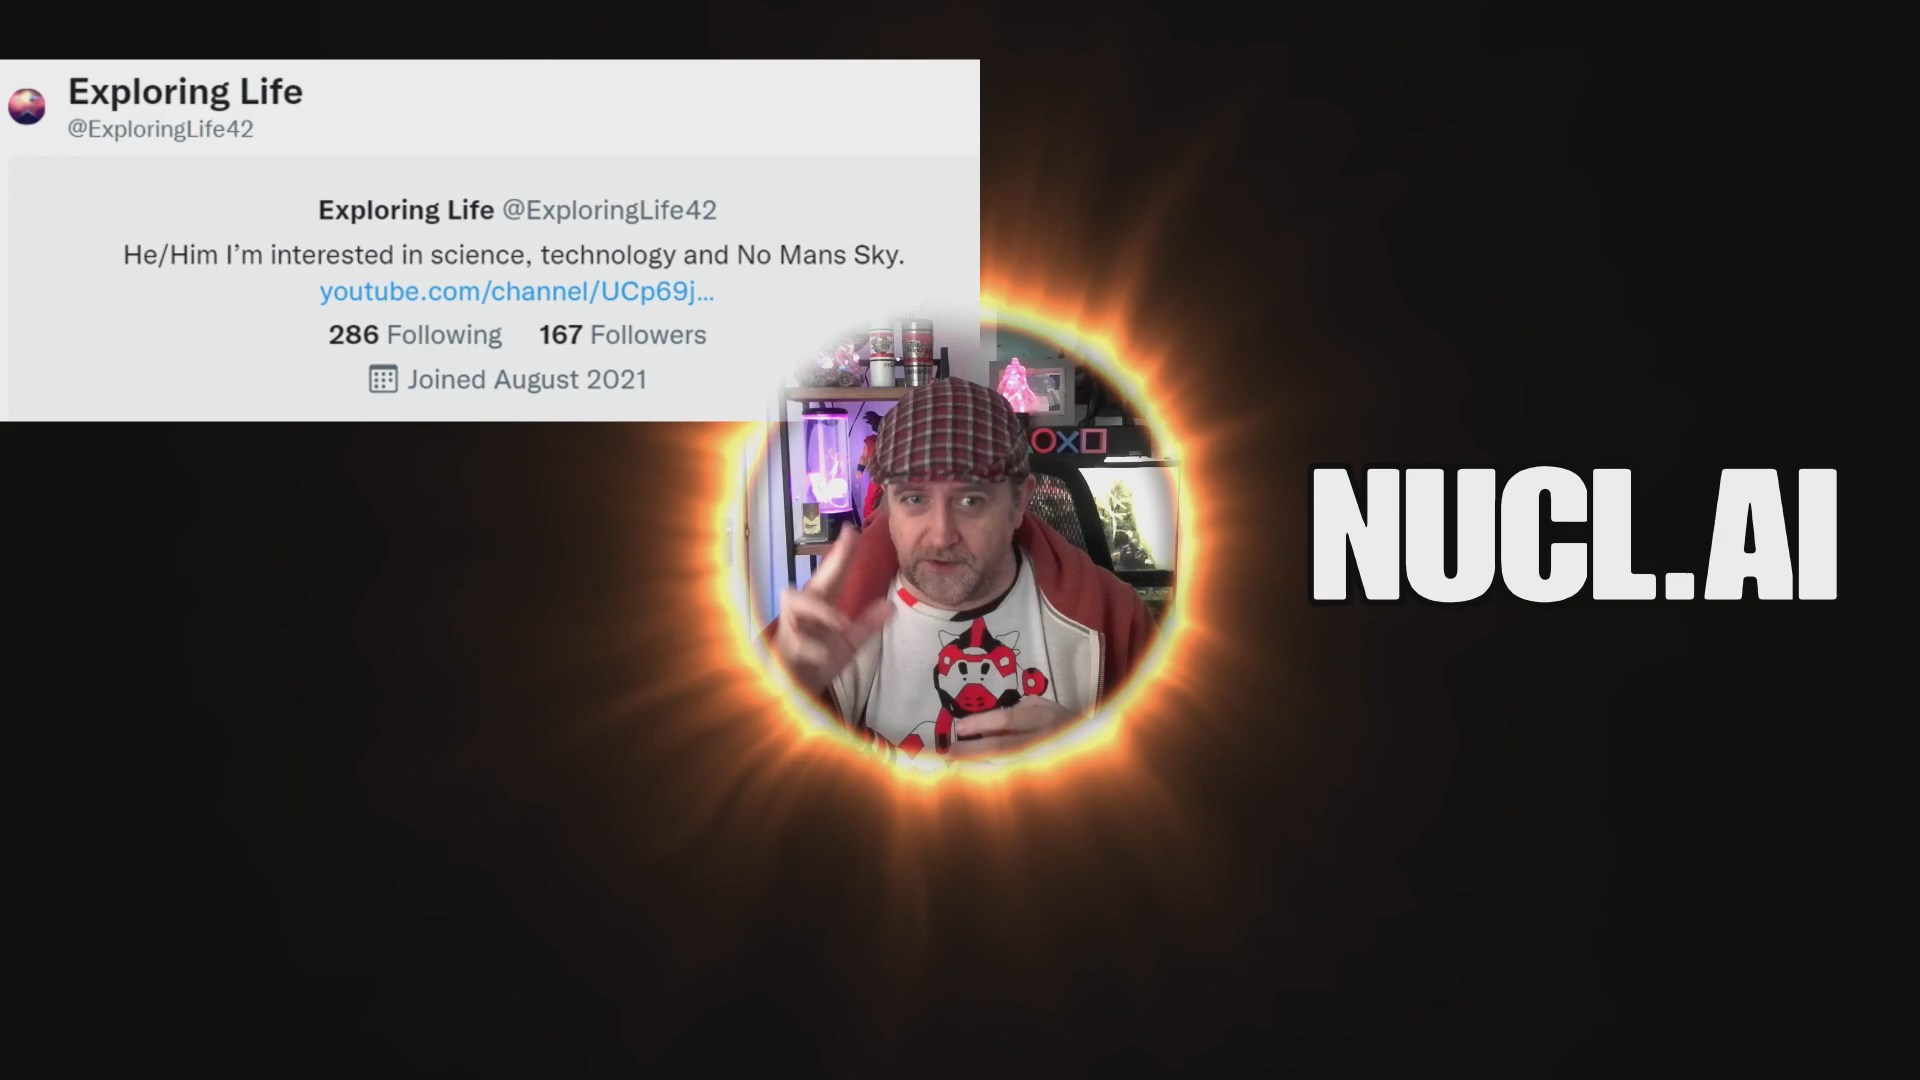 Exploring Life
@ExploringLife42
Exploring Life @ExploringLife42
He/Him I’m interested in science, technology and No Mans Sky.
youtube.com/channel/UCp69j…
286 Following 167 Followers
Joined August 2021
NUCL.AI